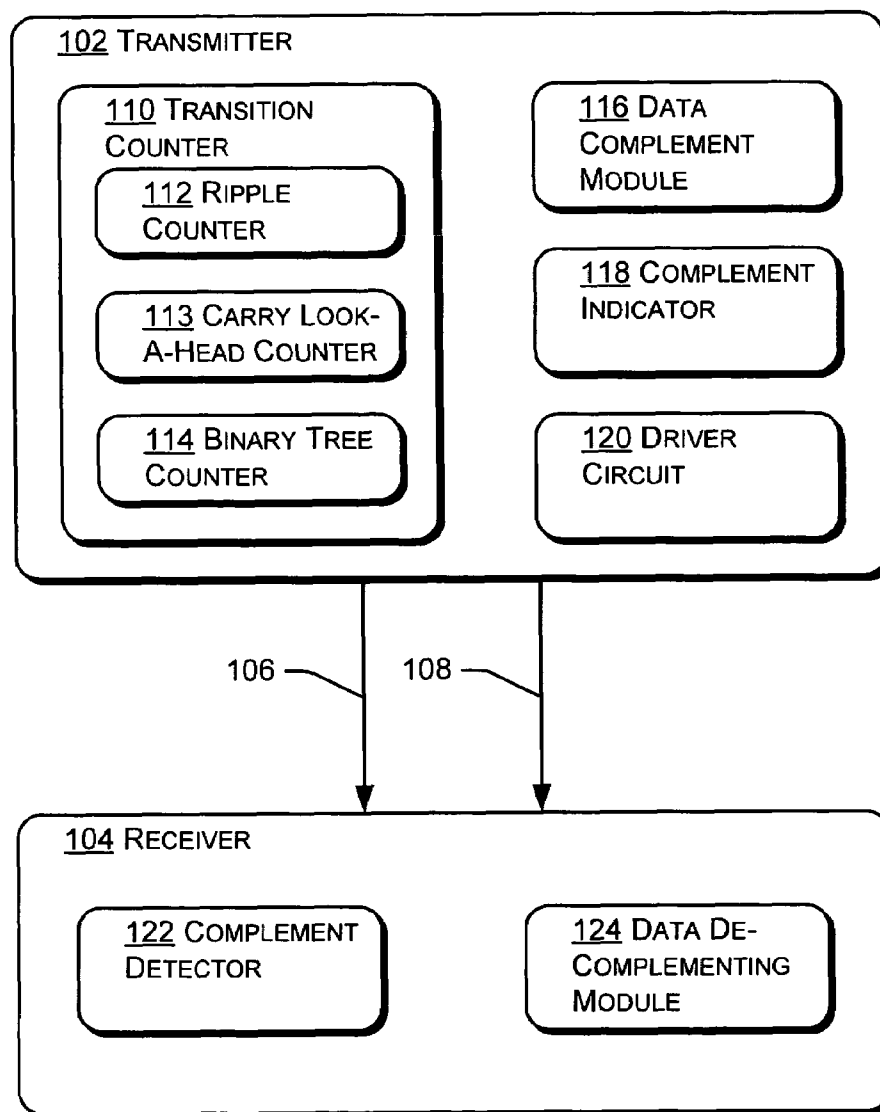 102 TRANSMITTER
110 TRANSITION
COUNTER
112 RIPPLE
COUNTER
113 CARRY LOOK-
A-HEAD COUNTER
114 BINARY TREE
COUNTER
116 DATA
COMPLEMENT
MODULE
118 COMPLEMENT
INDICATOR
120 DRIVER
CIRCUIT
106
108
104 RECEIVER
122 COMPLEMENT
DETECTOR
124 DATA DE-
COMPLEMENTING
MODULE